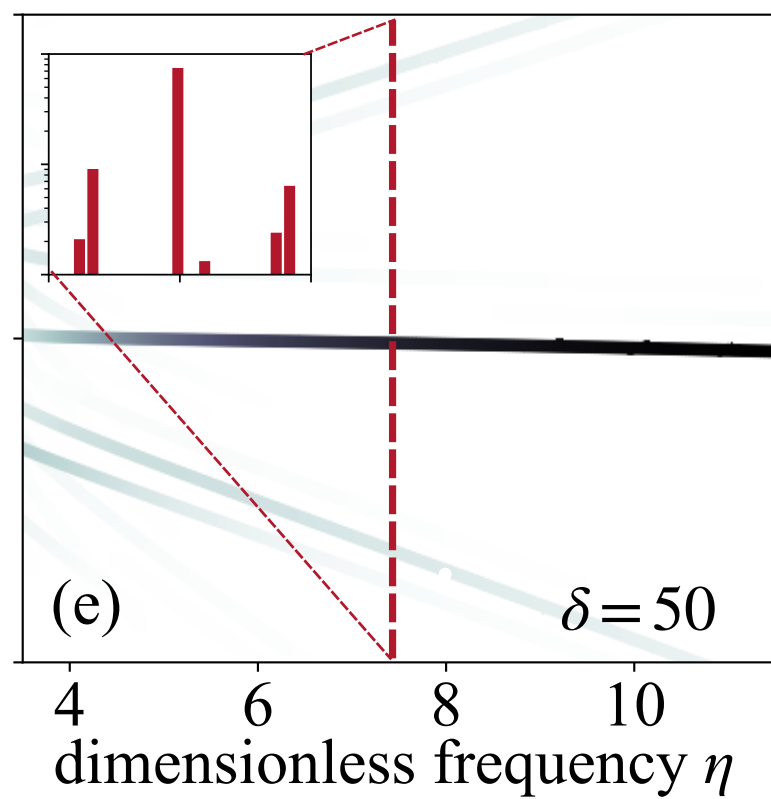 (e)
δ = 50
4 6 8 10
dimensionless frequency η